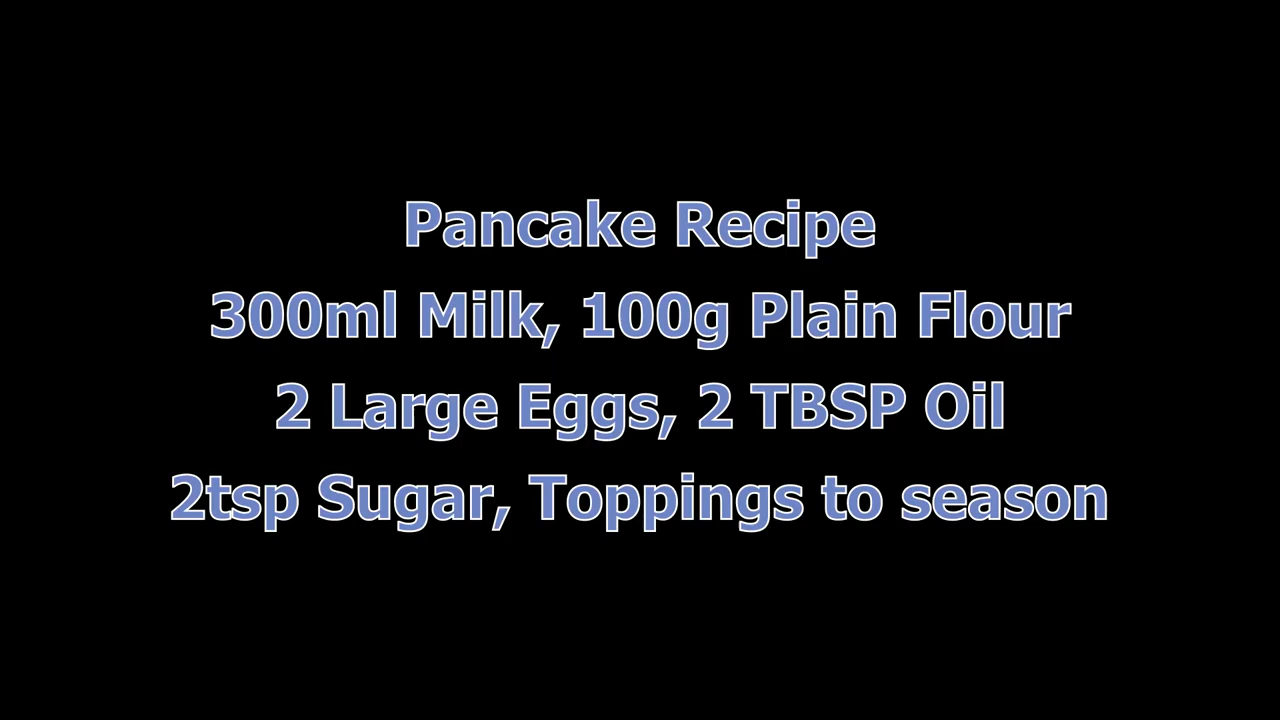 Pancake Recipe
300ml Milk, 100g Plain Flour
2 Large Eggs, 2 TBSP Oil
2tsp Sugar, Toppings to season